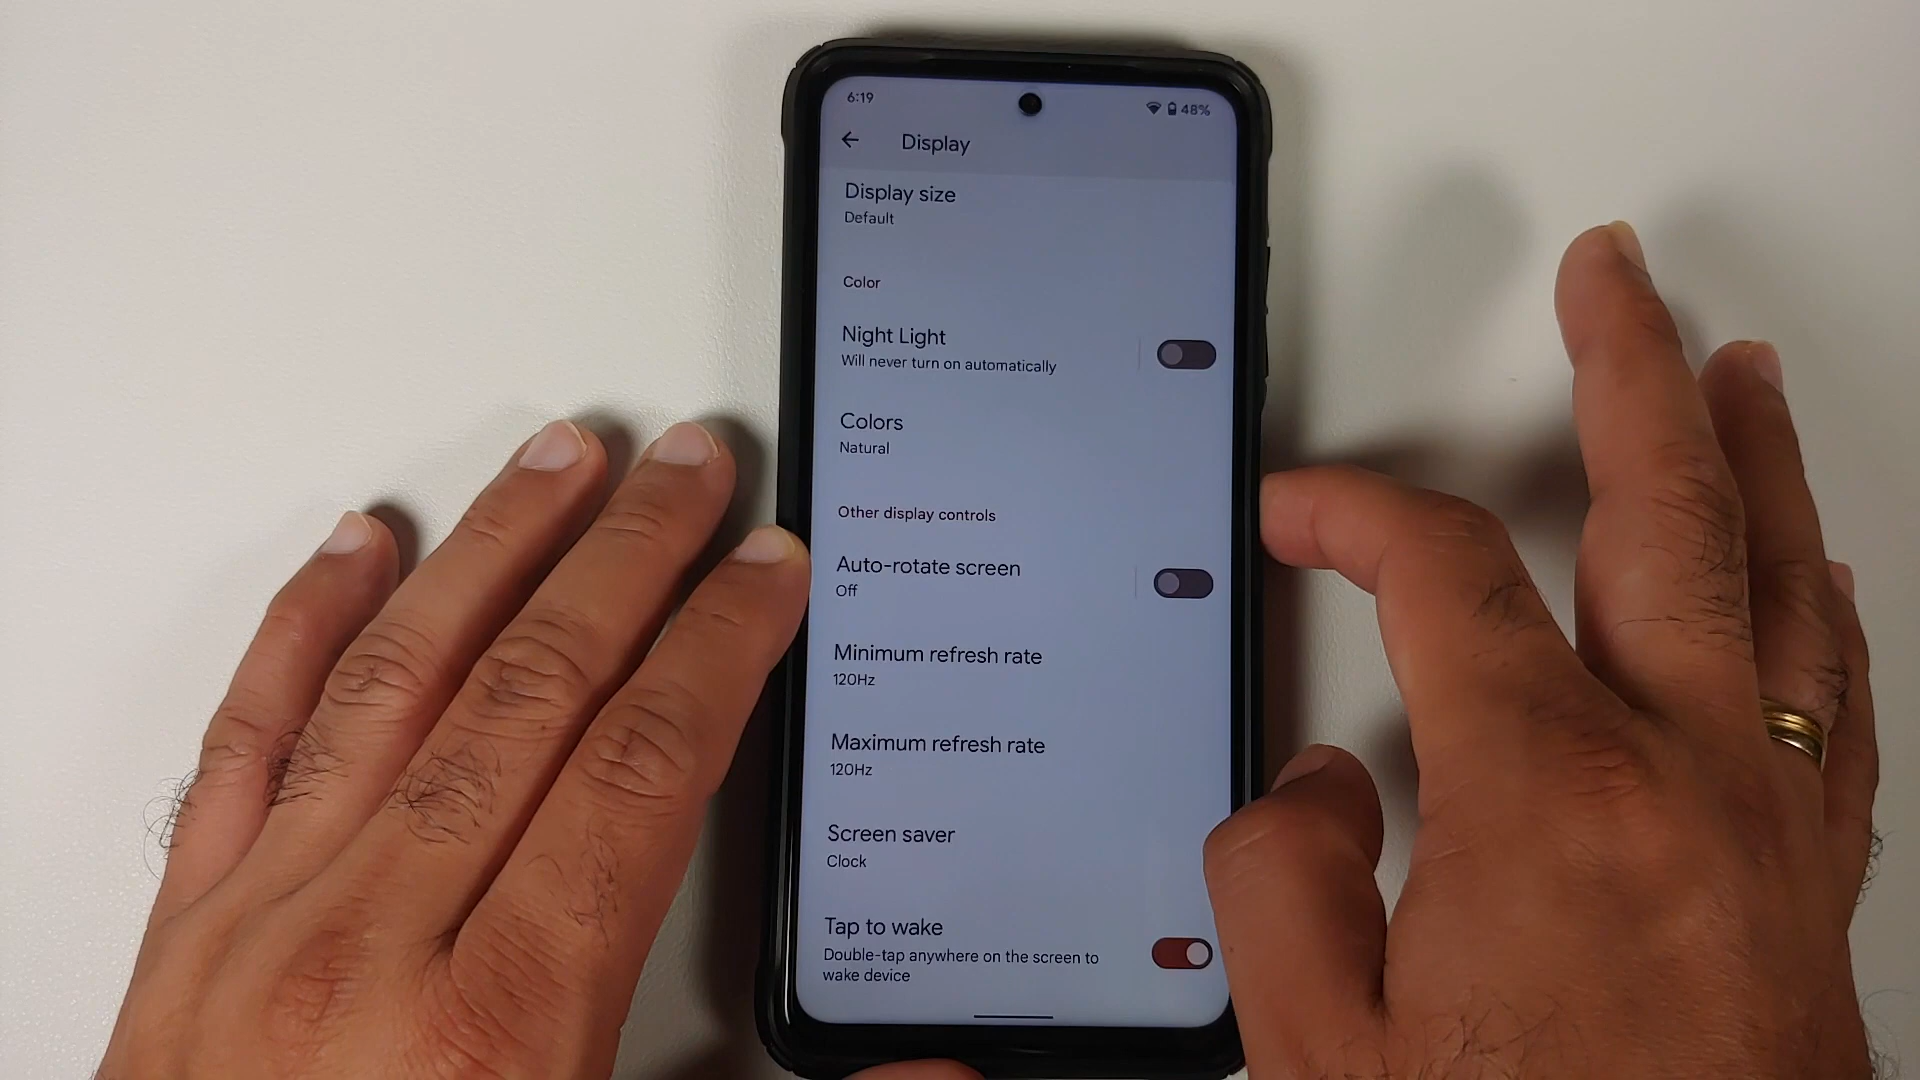 6:19
48%
Display
Display size
Default
Color
Night Light
Will never turn on automatically
Colors
Natural
Other display controls
Auto-rotate screen
Off
Minimum refresh rate
120Hz
Maximum refresh rate
120Hz
Screen saver
Clock
Tap to wake
Double-tap anywhere on the screen to
wake device